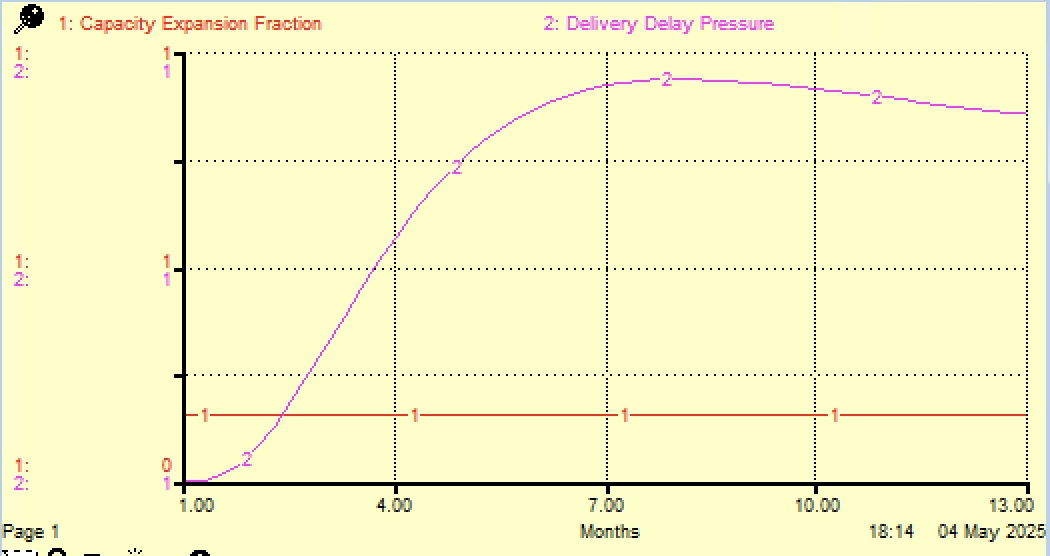 1: Capacity Expansion Fraction 2: Delivery Delay Pressure
1: 1
2: 1
1: 1
2: 1
1: 0
2: 1
2 2 2 2
1 1 1 1
1.00 4.00 7.00 10.00 13.00
Page 1 Months 18:14 04 May 2025